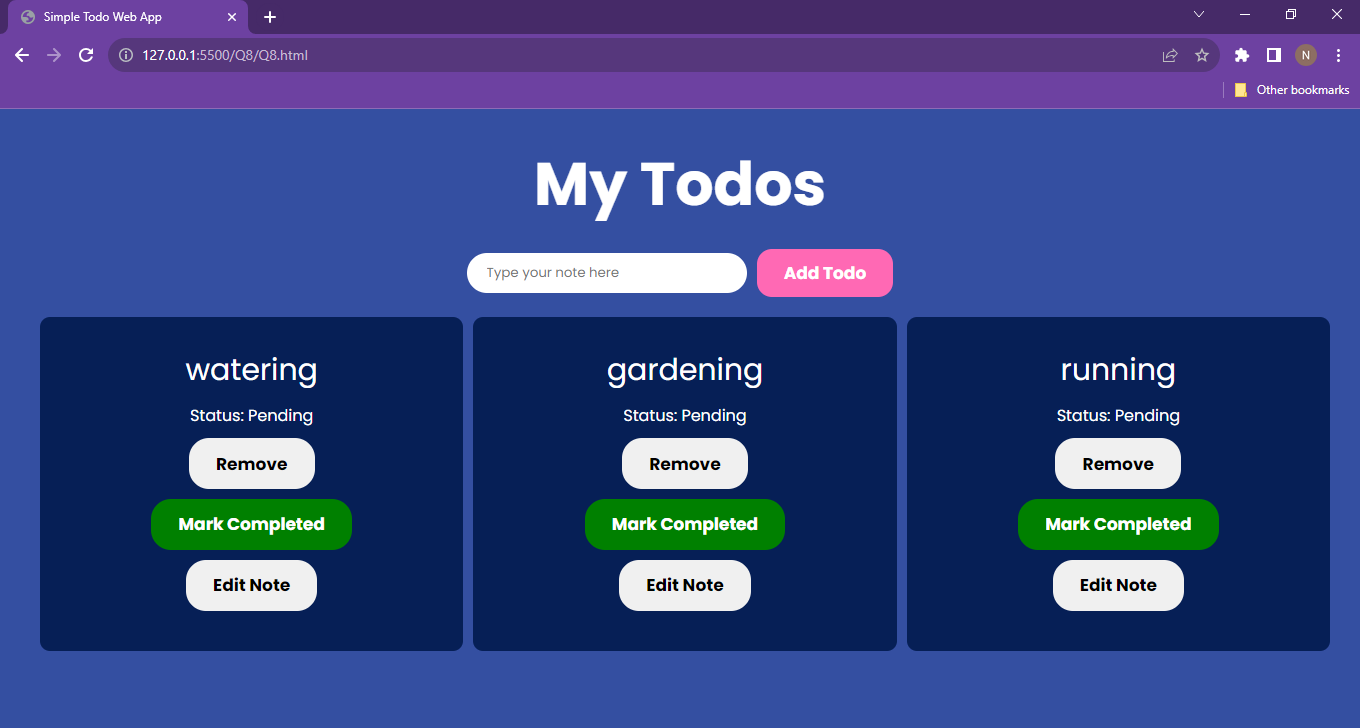 Simple Todo Web App
127.0.0.1:5500/Q8/Q8.html
N
Other bookmarks
My Todos
Type your note here
Add Todo
watering
Status: Pending
Remove
Mark Completed
Edit Note
gardening
Status: Pending
Remove
Mark Completed
Edit Note
running
Status: Pending
Remove
Mark Completed
Edit Note